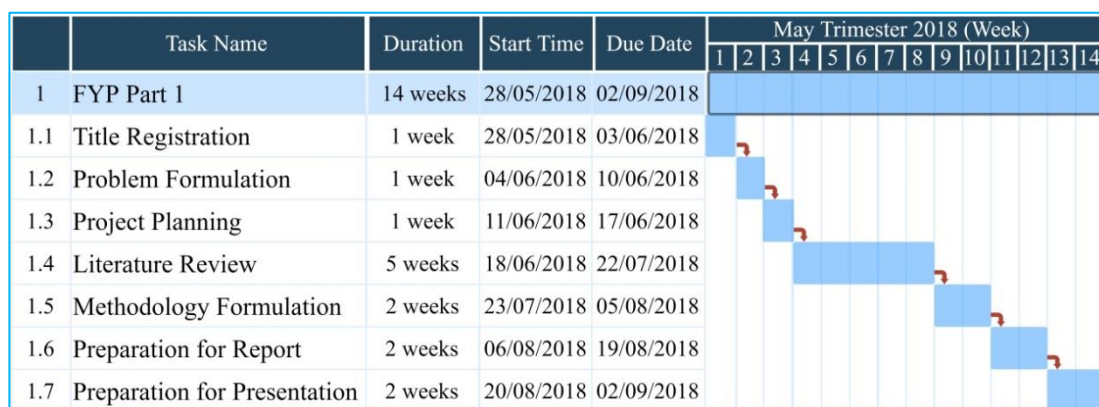 Task Name Duration Start Time Due Date May Trimester 2018 (Week)
1 2 3 4 5 6 7 8 9 10 11 12 13 14
1 FYP Part 1 14 weeks 28/05/2018 02/09/2018
1.1 Title Registration 1 week 28/05/2018 03/06/2018
1.2 Problem Formulation 1 week 04/06/2018 10/06/2018
1.3 Project Planning 1 week 11/06/2018 17/06/2018
1.4 Literature Review 5 weeks 18/06/2018 22/07/2018
1.5 Methodology Formulation 2 weeks 23/07/2018 05/08/2018
1.6 Preparation for Report 2 weeks 06/08/2018 19/08/2018
1.7 Preparation for Presentation 2 weeks 20/08/2018 02/09/2018